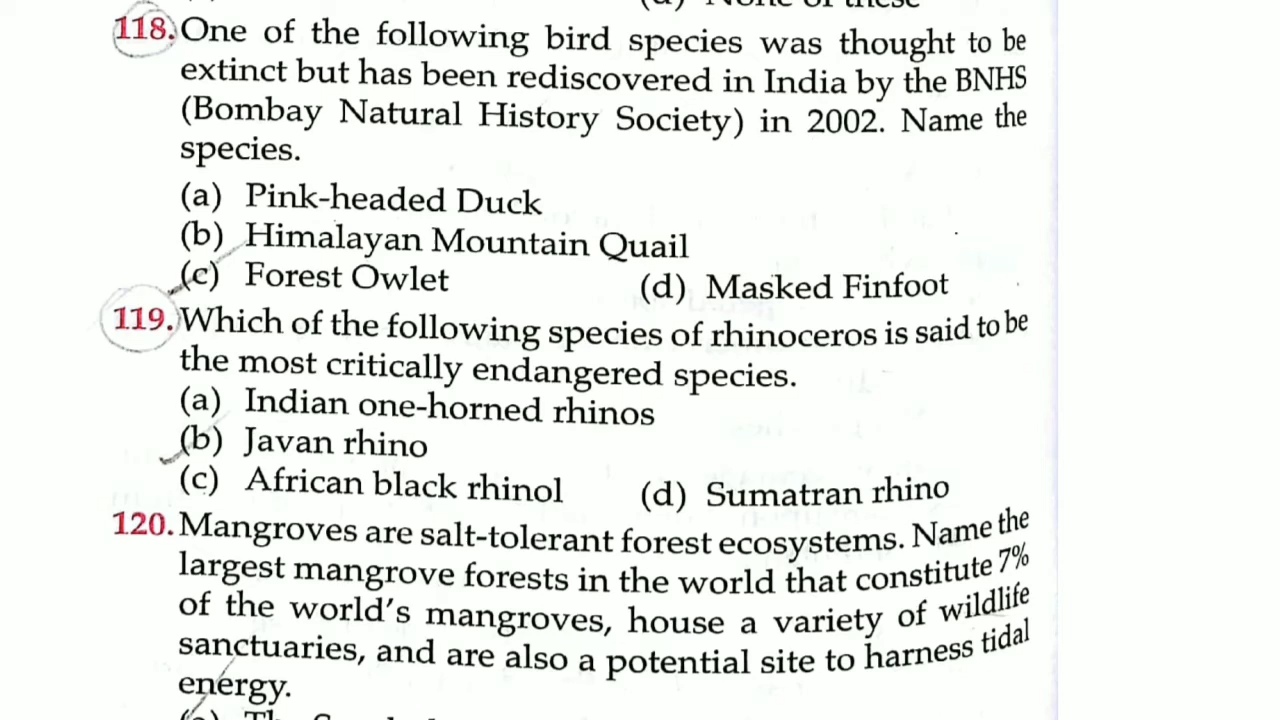 (d) None of these
118. One of the following bird species was thought to be
extinct but has been rediscovered in India by the BNHS
(Bombay Natural History Society) in 2002. Name the
species.
(a) Pink-headed Duck
(b) Himalayan Mountain Quail
(c) Forest Owlet (d) Masked Finfoot
119. Which of the following species of rhinoceros is said to be
the most critically endangered species.
(a) Indian one-horned rhinos
(b) Javan rhino
(c) African black rhinol (d) Sumatran rhino
120. Mangroves are salt-tolerant forest ecosystems. Name the
largest mangrove forests in the world that constitute 7%
of the world's mangroves, house a variety of wildlife
sanctuaries, and are also a potential site to harness tidal
energy.
(a)